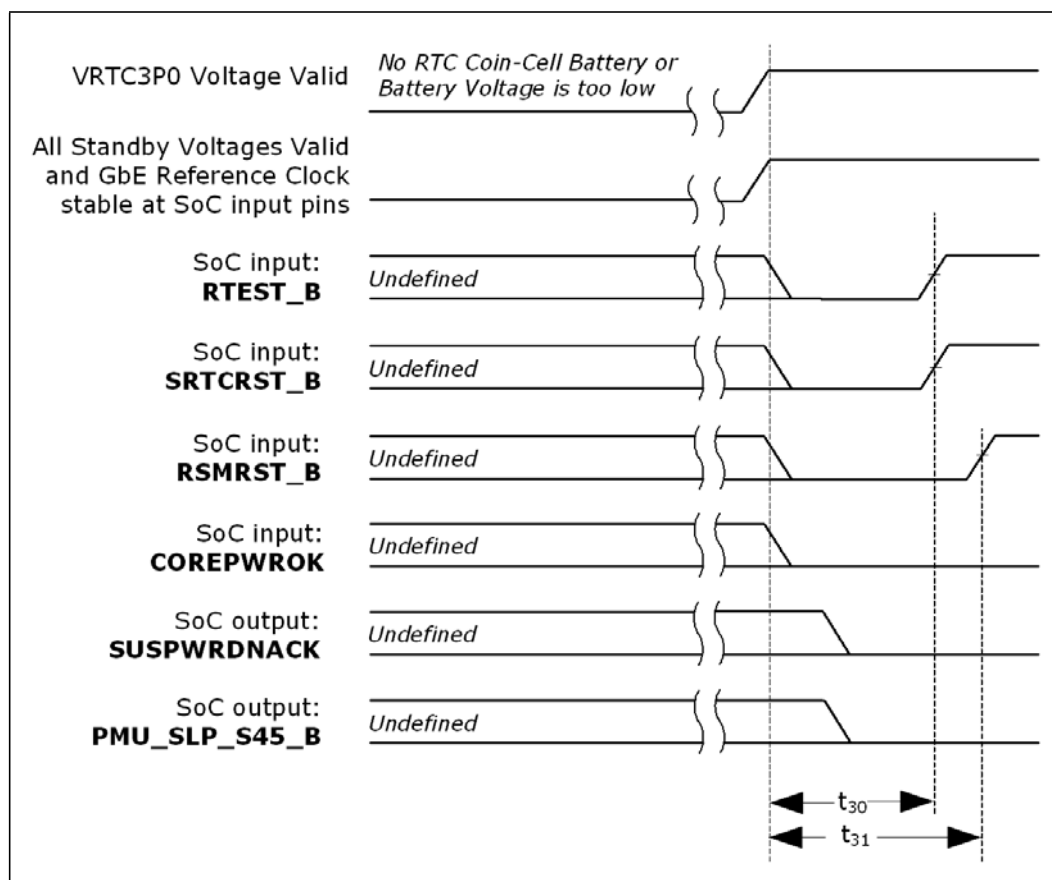 VRTC3P0 Voltage Valid
No RTC Coin-Cell Battery or
Battery Voltage is too low
All Standby Voltages Valid
and GbE Reference Clock
stable at SoC input pins
SoC input:
RTEST_B
Undefined
SoC input:
SRTCRST_B
Undefined
SoC input:
RSMRST_B
Undefined
SoC input:
COREPWROK
Undefined
SoC output:
SUSPWRDNACK
Undefined
SoC output:
PMU_SLP_S45_B
Undefined
t30
t31